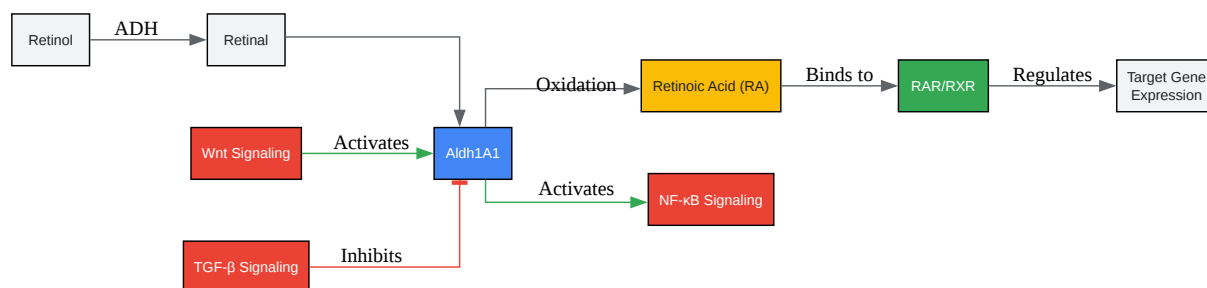 Retinol
ADH
Retinal
Oxidation
Retinoic Acid (RA)
Binds to
RAR/RXR
Regulates
Target Gene
Expression
Wnt Signaling
Activates
Aldh1A1
Activates
NF-κB Signaling
TGF-β Signaling
Inhibits